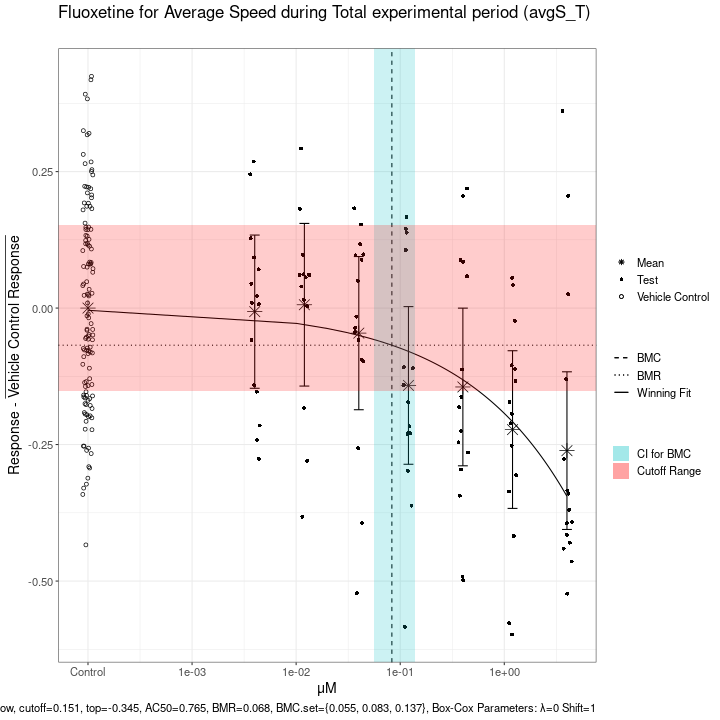 Fluoxetine for Average Speed during Total experimental period (avgS_T)
Response - Vehicle Control Response
0.25
0.00
-0.25
-0.50
Control
1e-03
1e-02
1e-01
1e+00
μM
Mean
Test
Vehicle Control
BMC
BMR
Winning Fit
CI for BMC
Cutoff Range
ow, cutoff=0.151, top=-0.345, AC50=0.765, BMR=0.068, BMC.set={0.055, 0.083, 0.137}, Box-Cox Parameters: λ=0 Shift=1